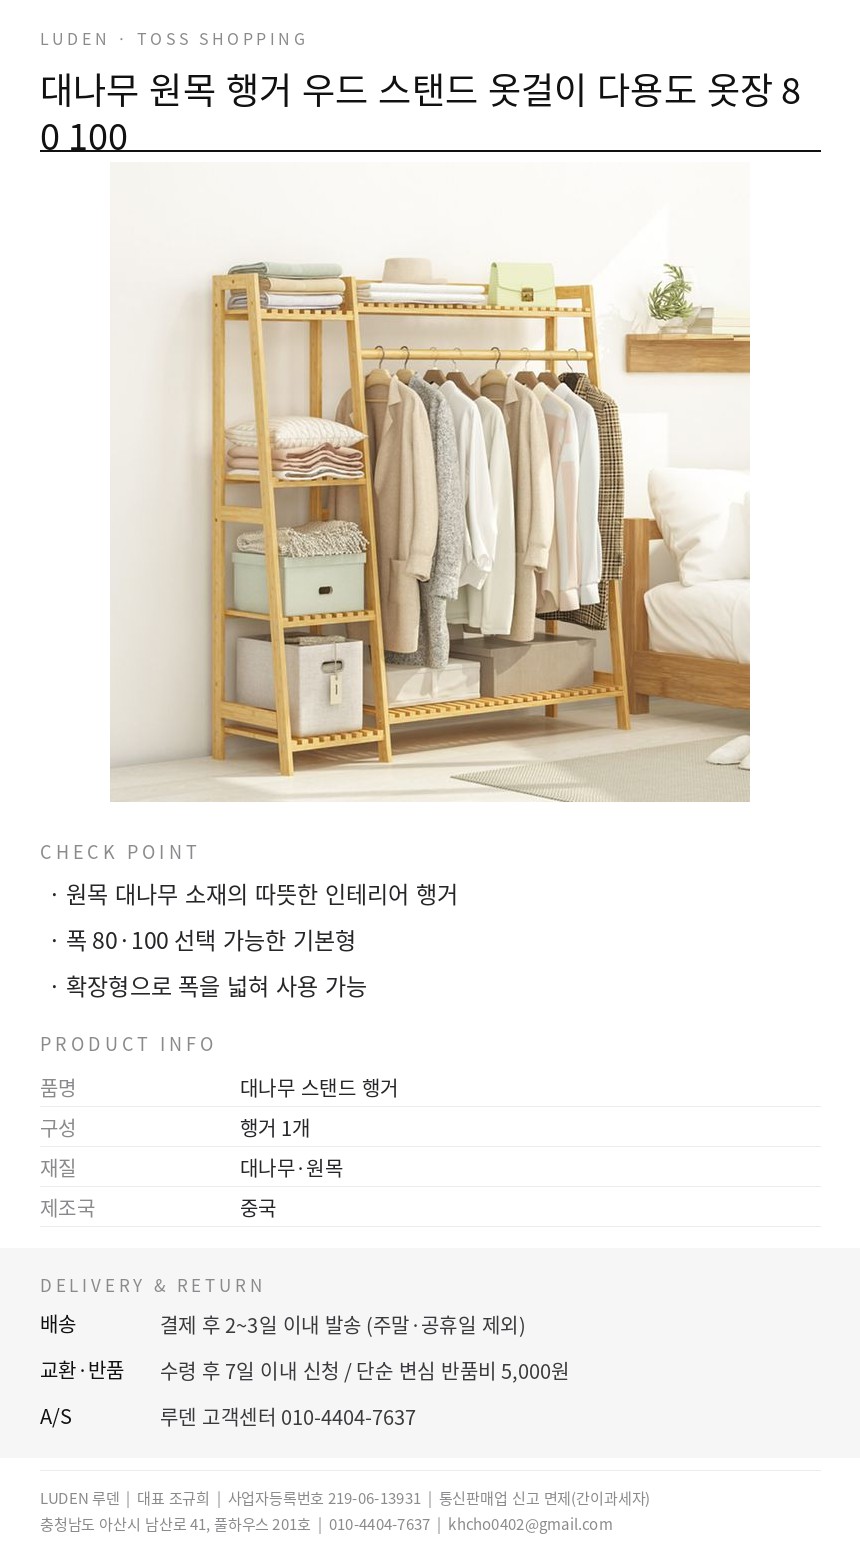 LUDEN · TOSS SHOPPING
대나무 원목 행거 우드 스탠드 옷걸이 다용도 옷장 8
0 100
CHECK POINT
· 원목 대나무 소재의 따뜻한 인테리어 행거
· 폭 80·100 선택 가능한 기본형
· 확장형으로 폭을 넓혀 사용 가능
PRODUCT INFO
품명 대나무 스탠드 행거
구성 행거 1개
재질 대나무·원목
제조국 중국
DELIVERY & RETURN
배송 결제 후 2~3일 이내 발송 (주말·공휴일 제외)
교환·반품 수령 후 7일 이내 신청 / 단순 변심 반품비 5,000원
A/S 루덴 고객센터 010-4404-7637
LUDEN 루덴 | 대표 조규희 | 사업자등록번호 219-06-13931 | 통신판매업 신고 면제(간이과세자)
충청남도 아산시 남산로 41, 풀하우스 201호 | 010-4404-7637 | khcho0402@gmail.com